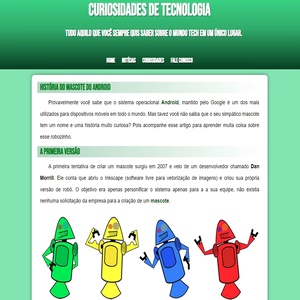 CURIOSIDADES DE TECNOLOGIA
TUDO AQUILO QUE VOCÊ SEMPRE QUIS SABER SOBRE O MUNDO TECH EM UM ÚNICO LUGAR.
HOME NOTÍCIAS CURIOSIDADES FALE CONOSCO
HISTÓRIA DO MASCOTE DO ANDROID
Provavelmente você sabe que o sistema operacional Android, mantido pelo Google é um dos mais
utilizados para dispositivos móveis em todo o mundo. Mas tavez você não saiba que o seu simpático mascote
tem um nome e uma história muito curiosa? Pois acompanhe esse artigo para aprender muita coisa sobre
esse robozinho.
A PRIMEIRA VERSÃO
A primeira tentativa de criar um mascote surgiu em 2007 e veio de um desenvolvedor chamado Dan
Morrill. Ele conta que abriu o Inkscape (software livre para vetorização de imagens) e criou sua própria
versão de robô. O objetivo era apenas personificar o sistema apenas para a a sua equipe, não existia
nenhuma solicitação da empresa para a criação de um mascote.